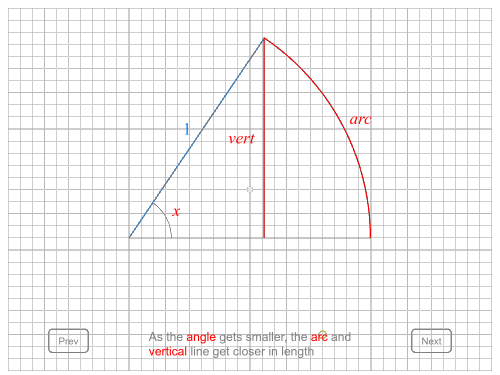 1
arc
vert
x
As the angle gets smaller, the arc and
vertical line get closer in length
Prev
Next